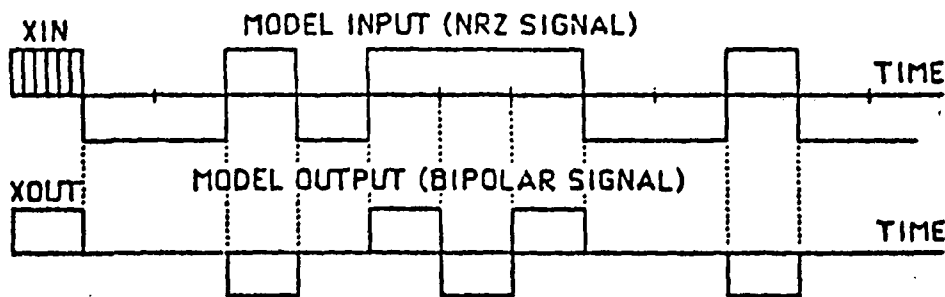 XIN
MODEL INPUT (NRZ SIGNAL)
TIME
XOUT
MODEL OUTPUT (BIPOLAR SIGNAL)
TIME